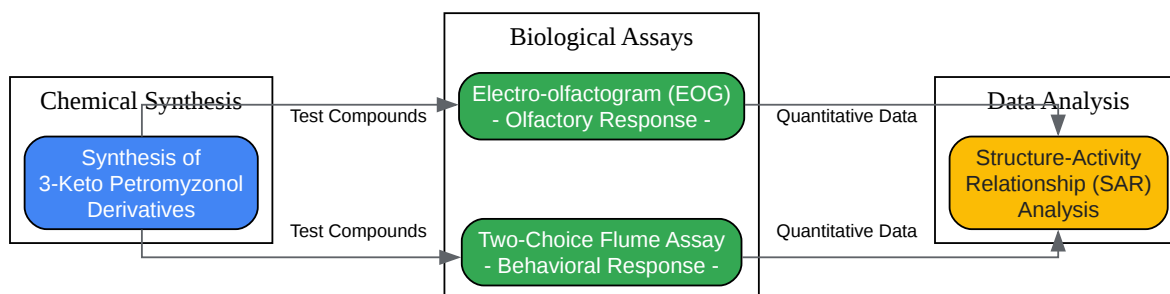 Chemical Synthesis
Synthesis of
3-Keto Petromyzonol
Derivatives
Test Compounds
Test Compounds
Biological Assays
Electro-olfactogram (EOG)
- Olfactory Response -
Two-Choice Flume Assay
- Behavioral Response -
Quantitative Data
Quantitative Data
Data Analysis
Structure-Activity
Relationship (SAR)
Analysis